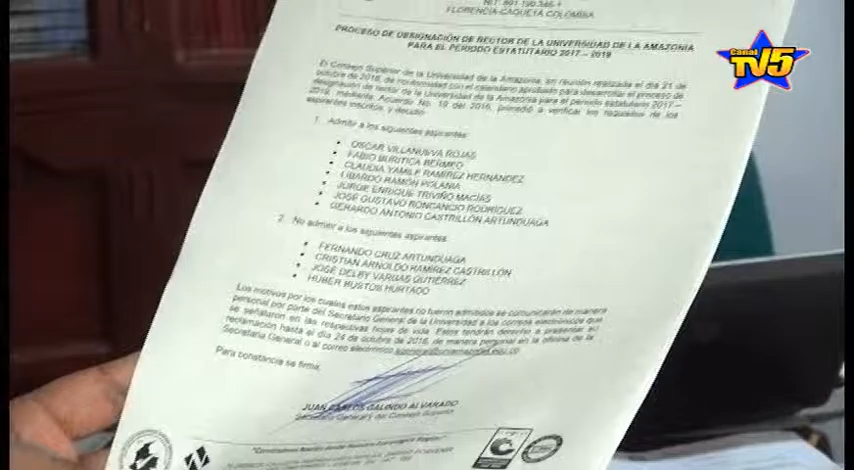 NIT. 891.190.346-1
FLORENCIA-CAQUETA COLOMBIA
PROCESO DE DESIGNACIÓN DE RECTOR DE LA UNIVERSIDAD DE LA AMAZONIA
PARA EL PERIODO ESTATUTARIO 2017 – 2019
Canal
TV5
El Consejo Superior de la Universidad de la Amazonia, en reunión realizada el día 21 de
octubre de 2016, de conformidad con el calendario aprobado para desarrollar el proceso de
designación de rector de la Universidad de la Amazonia para el periodo estatutario 2017 –
2019, mediante Acuerdo No. 19 del 2016, procedió a verificar los requisitos de los
aspirantes inscritos, y decidió:
1. Admitir a los siguientes aspirantes:
• OSCAR VILLANUEVA ROJAS
• FABIO BURITICA BERMEO
• CLAUDIA YAMILE RAMIREZ HERNÁNDEZ
• LIBARDO RAMÓN POLANIA
• JORGE ENRIQUE TRIVIÑO MACÍAS
• JOSÉ GUSTAVO RONCANCIO RODRÍGUEZ
• GERARDO ANTONIO CASTRILLÓN ARTUNDUAGA
2. No admitir a los siguientes aspirantes:
• FERNANDO CRUZ ARTUNDUAGA
• CRISTIAN ARNOLDO RAMÍREZ CASTRILLÓN
• JOSÉ DELBY VARGAS GUTIÉRREZ
• HUBER BUSTOS HURTADO
Los motivos por los cuales estos aspirantes no fueron admitidos se comunicarán de manera
personal por parte del Secretario General de la Universidad a los correos electrónicos que
se señalaron en las respectivas hojas de vida. Estos tendrán derecho a presentar su
reclamación hasta el día 24 de octubre de 2016, de manera personal en la oficina de la
Secretaría General o al correo electrónico
Para constancia se firma,
JUAN CARLOS GALINDO ALVARADO
Secretario General y del Consejo Superior